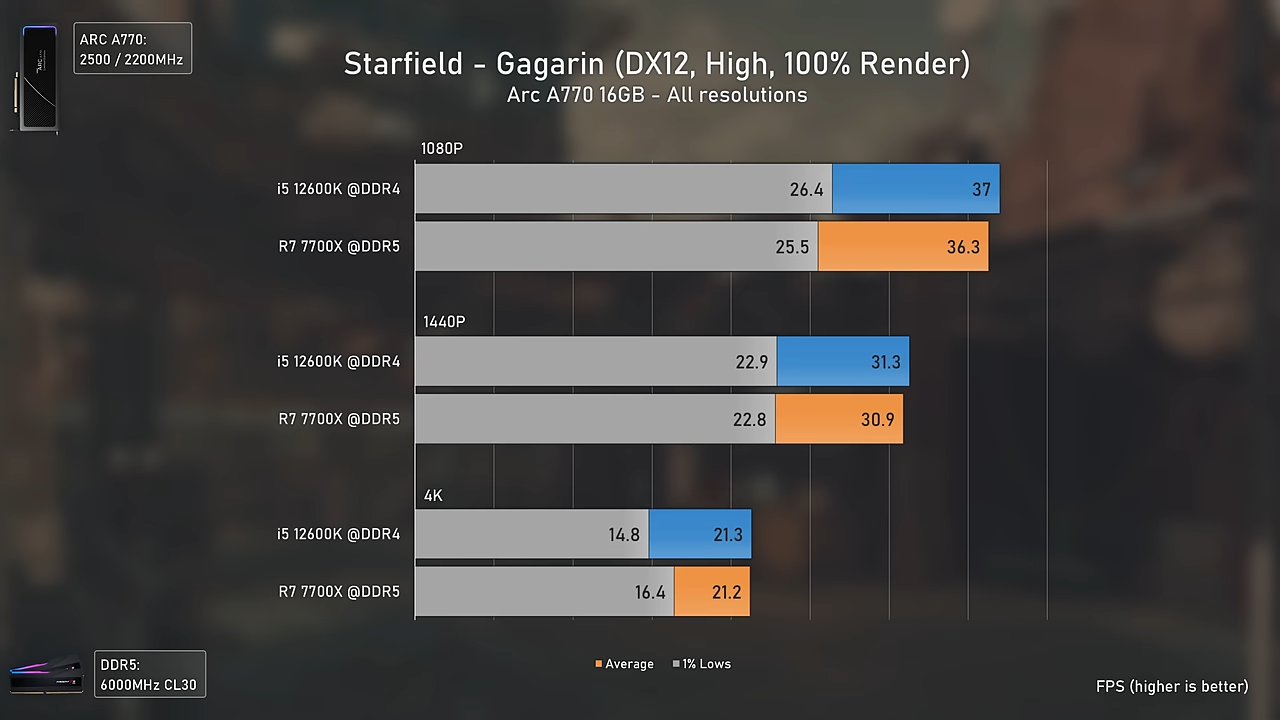 ARC A770:
2500 / 2200MHz
Starfield - Gagarin (DX12, High, 100% Render)
Arc A770 16GB - All resolutions
1080P
i5 12600K @DDR4
26.4
37
R7 7700X @DDR5
25.5
36.3
1440P
i5 12600K @DDR4
22.9
31.3
R7 7700X @DDR5
22.8
30.9
4K
i5 12600K @DDR4
14.8
21.3
R7 7700X @DDR5
16.4
21.2
Average
1% Lows
DDR5:
6000MHz CL30
FPS (higher is better)